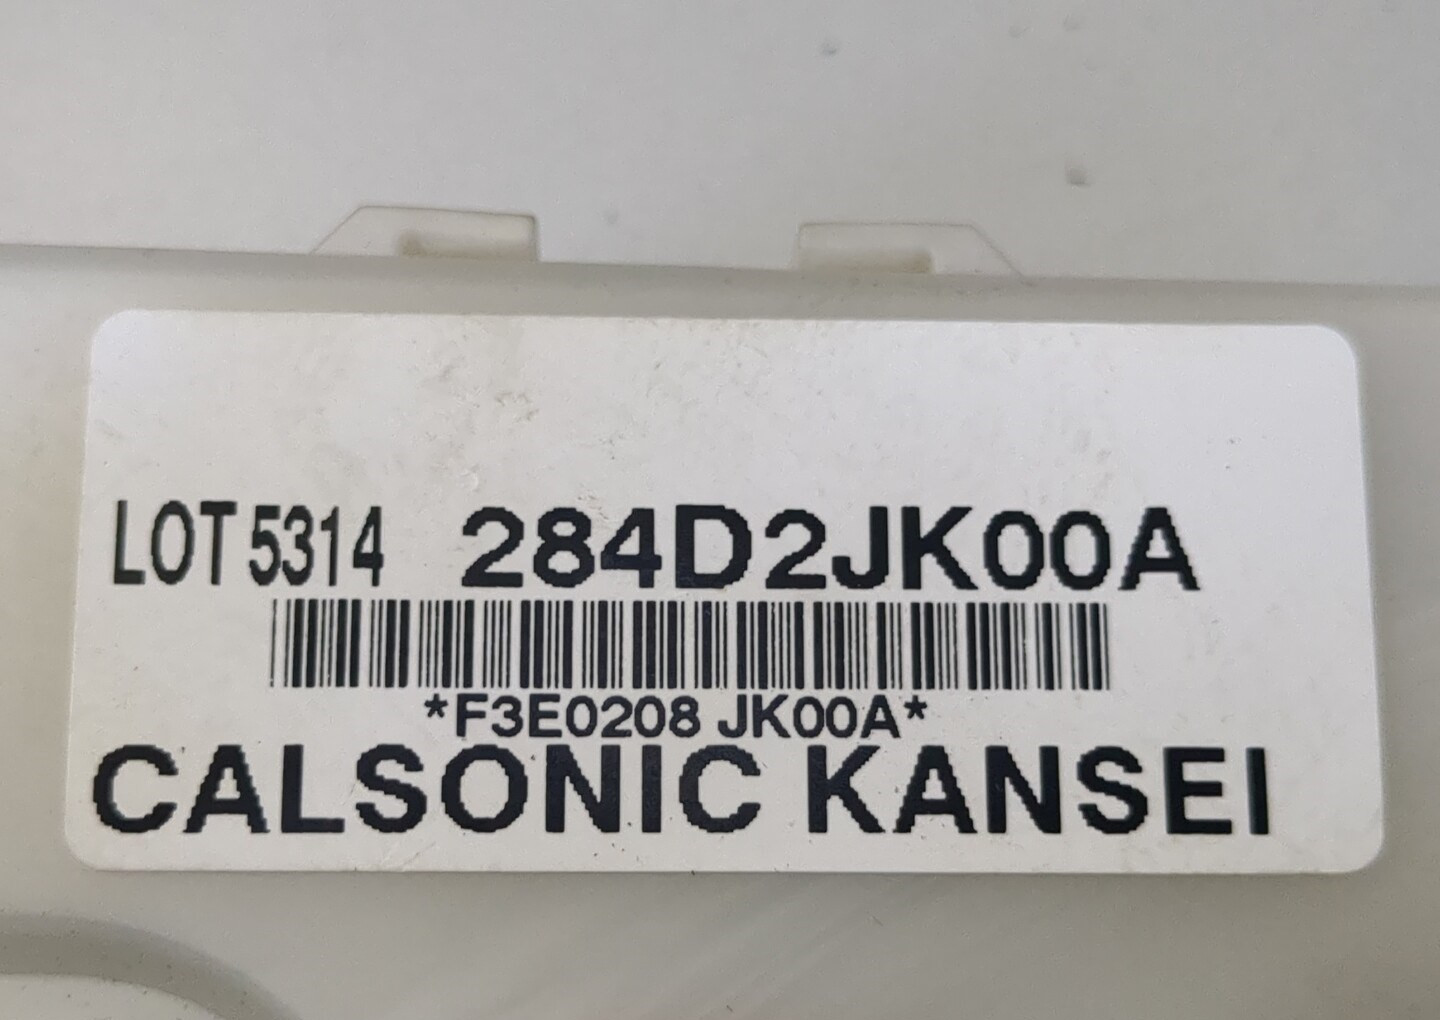 LOT 5314 284D2JK00A
*F3E0208 JK00A*
CALSONIC KANSEI